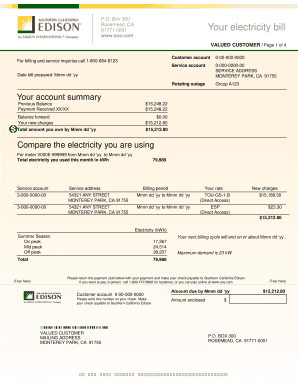 SOUTHERN CALIFORNIA
EDISON
An EDISON INTERNATIONAL Company
P.O. Box 300
Rosemead, CA
91771-0001
www.sce.com
Your electricity bill
VALUED CUSTOMER / Page 1 of 4
For billing and service inquiries call 1-800-684-8123
Date bill prepared: Mmm dd 'yy
Customer account 0-00-000-0000
Service account 0-000-0000-00
SERVICE ADDRESS
MONTEREY PARK, CA 91755
Rotating outage Group A123
Your account summary
Previous Balance $15,248.22
Payment Received XX/XX $15,248.22
Balance forward $0.00
Your new charges $15,212.80
Total amount you owe by Mmm dd 'yy $15,212.80
Compare the electricity you are using
For meter V000E-999999 from Mmm dd 'yy to Mmm dd 'yy
Total electricity you used this month in kWh 79,988
Service account Service address Billing period Your rate New charges
3-000-0000-00 54321 ANY STREET Mmm dd 'yy to Mmm dd 'yy TOU-GS-1-B $15,189.50
MONTEREY PARK, CA 91755 (Direct Access)
3-000-0000-00 54321 ANY STREET Mmm dd 'yy to Mmm dd 'yy ESP $23.30
MONTEREY PARK, CA 91755 (Direct Access)
$15,212.80
Electricity (kWh)
Summer Season
On peak 17,267
Mid peak 24,514
Off peak 38,207
Total 79,988
Your next billing cycle will end on or about Mmm dd 'yy.
Maximum demand is 23 kW
Please return the payment stub below with your payment and make your check payable to Southern California Edison.
(Tear here) If you want to pay in person, call 1-800-747-8908 for locations, or you can pay online at www.sce.com. (Tear here)
SOUTHERN CALIFORNIA
EDISON
An EDISON INTERNATIONAL Company
Customer account 0-00-000-0000
Please write this number on your check. Make
your check payable to Southern California Edison.
Amount due by Mmm dd 'yy $15,212.80
Amount enclosed $
VALUED CUSTOMER
MAILING ADDRESS
MONTEREY PARK, CA 91755
P.O. BOX 300
ROSEMEAD, CA 91771-0001